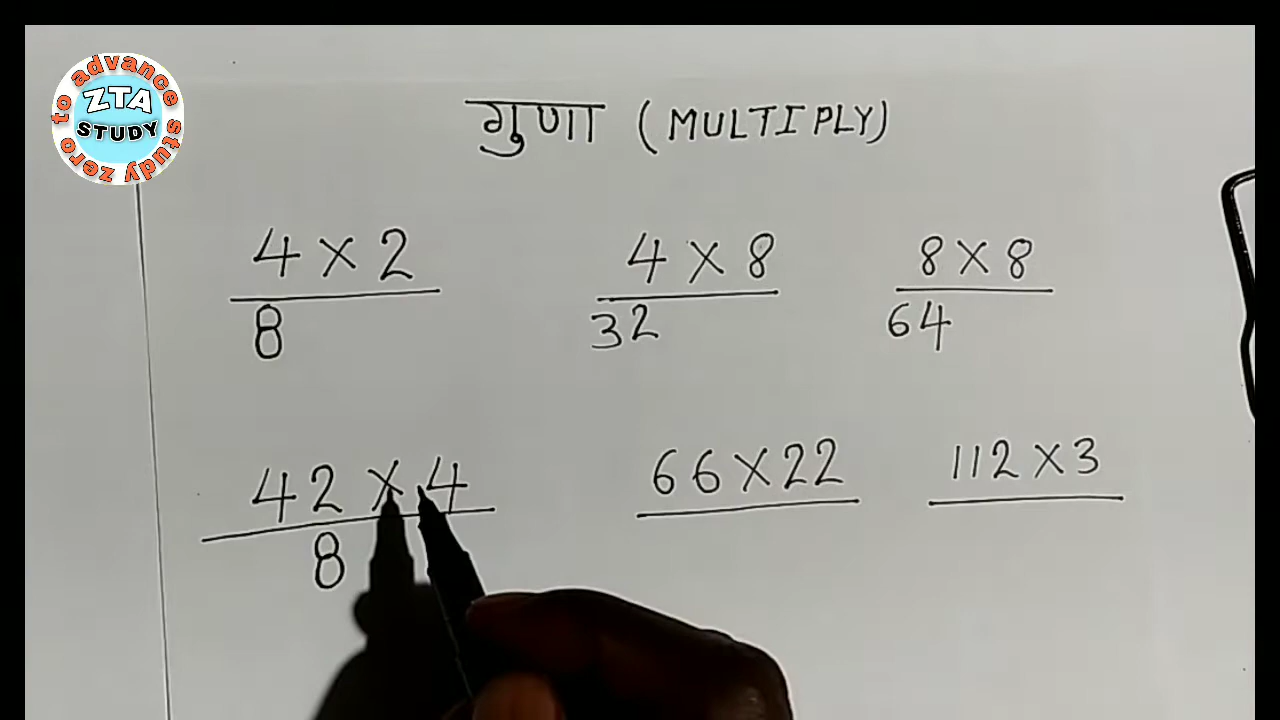 zero to advance study
ZTA
STUDY
गुणा (MULTIPLY)
4 × 2 4 × 8 8 × 8
8 32 64
42 × 4 66 × 22 112 × 3
8